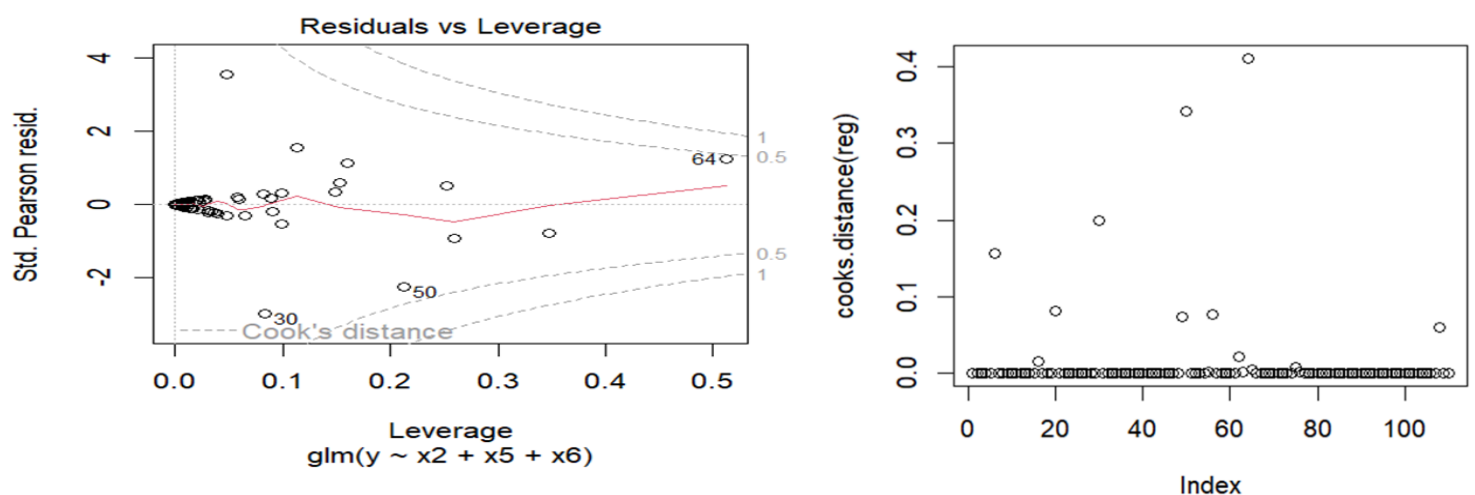 Residuals vs Leverage
Std. Pearson resid.
4
2
0
-2
1
0.5
0.5
1
64
50
30
Cook's distance
0.0 0.1 0.2 0.3 0.4 0.5
Leverage
glm(y ~ x2 + x5 + x6)
cooks.distance(reg)
0.4
0.3
0.2
0.1
0.0
0 20 40 60 80 100
Index